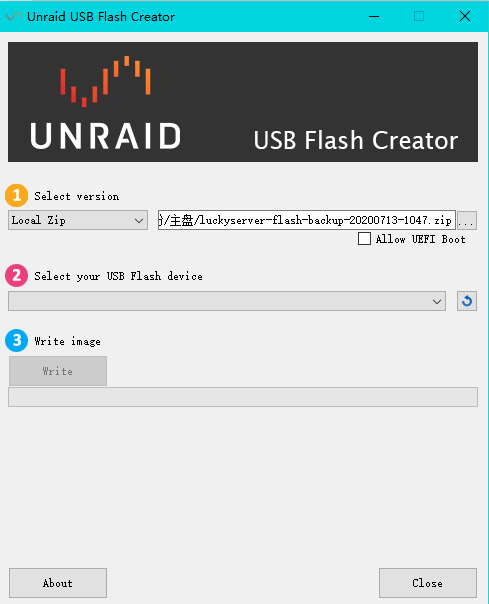 Unraid USB Flash Creator
UNRAID
USB Flash Creator
1 Select version
Local Zip
/主盘/luckyserver-flash-backup-20200713-1047.zip
...
Allow UEFI Boot
2 Select your USB Flash device
3 Write image
Write
About
Close